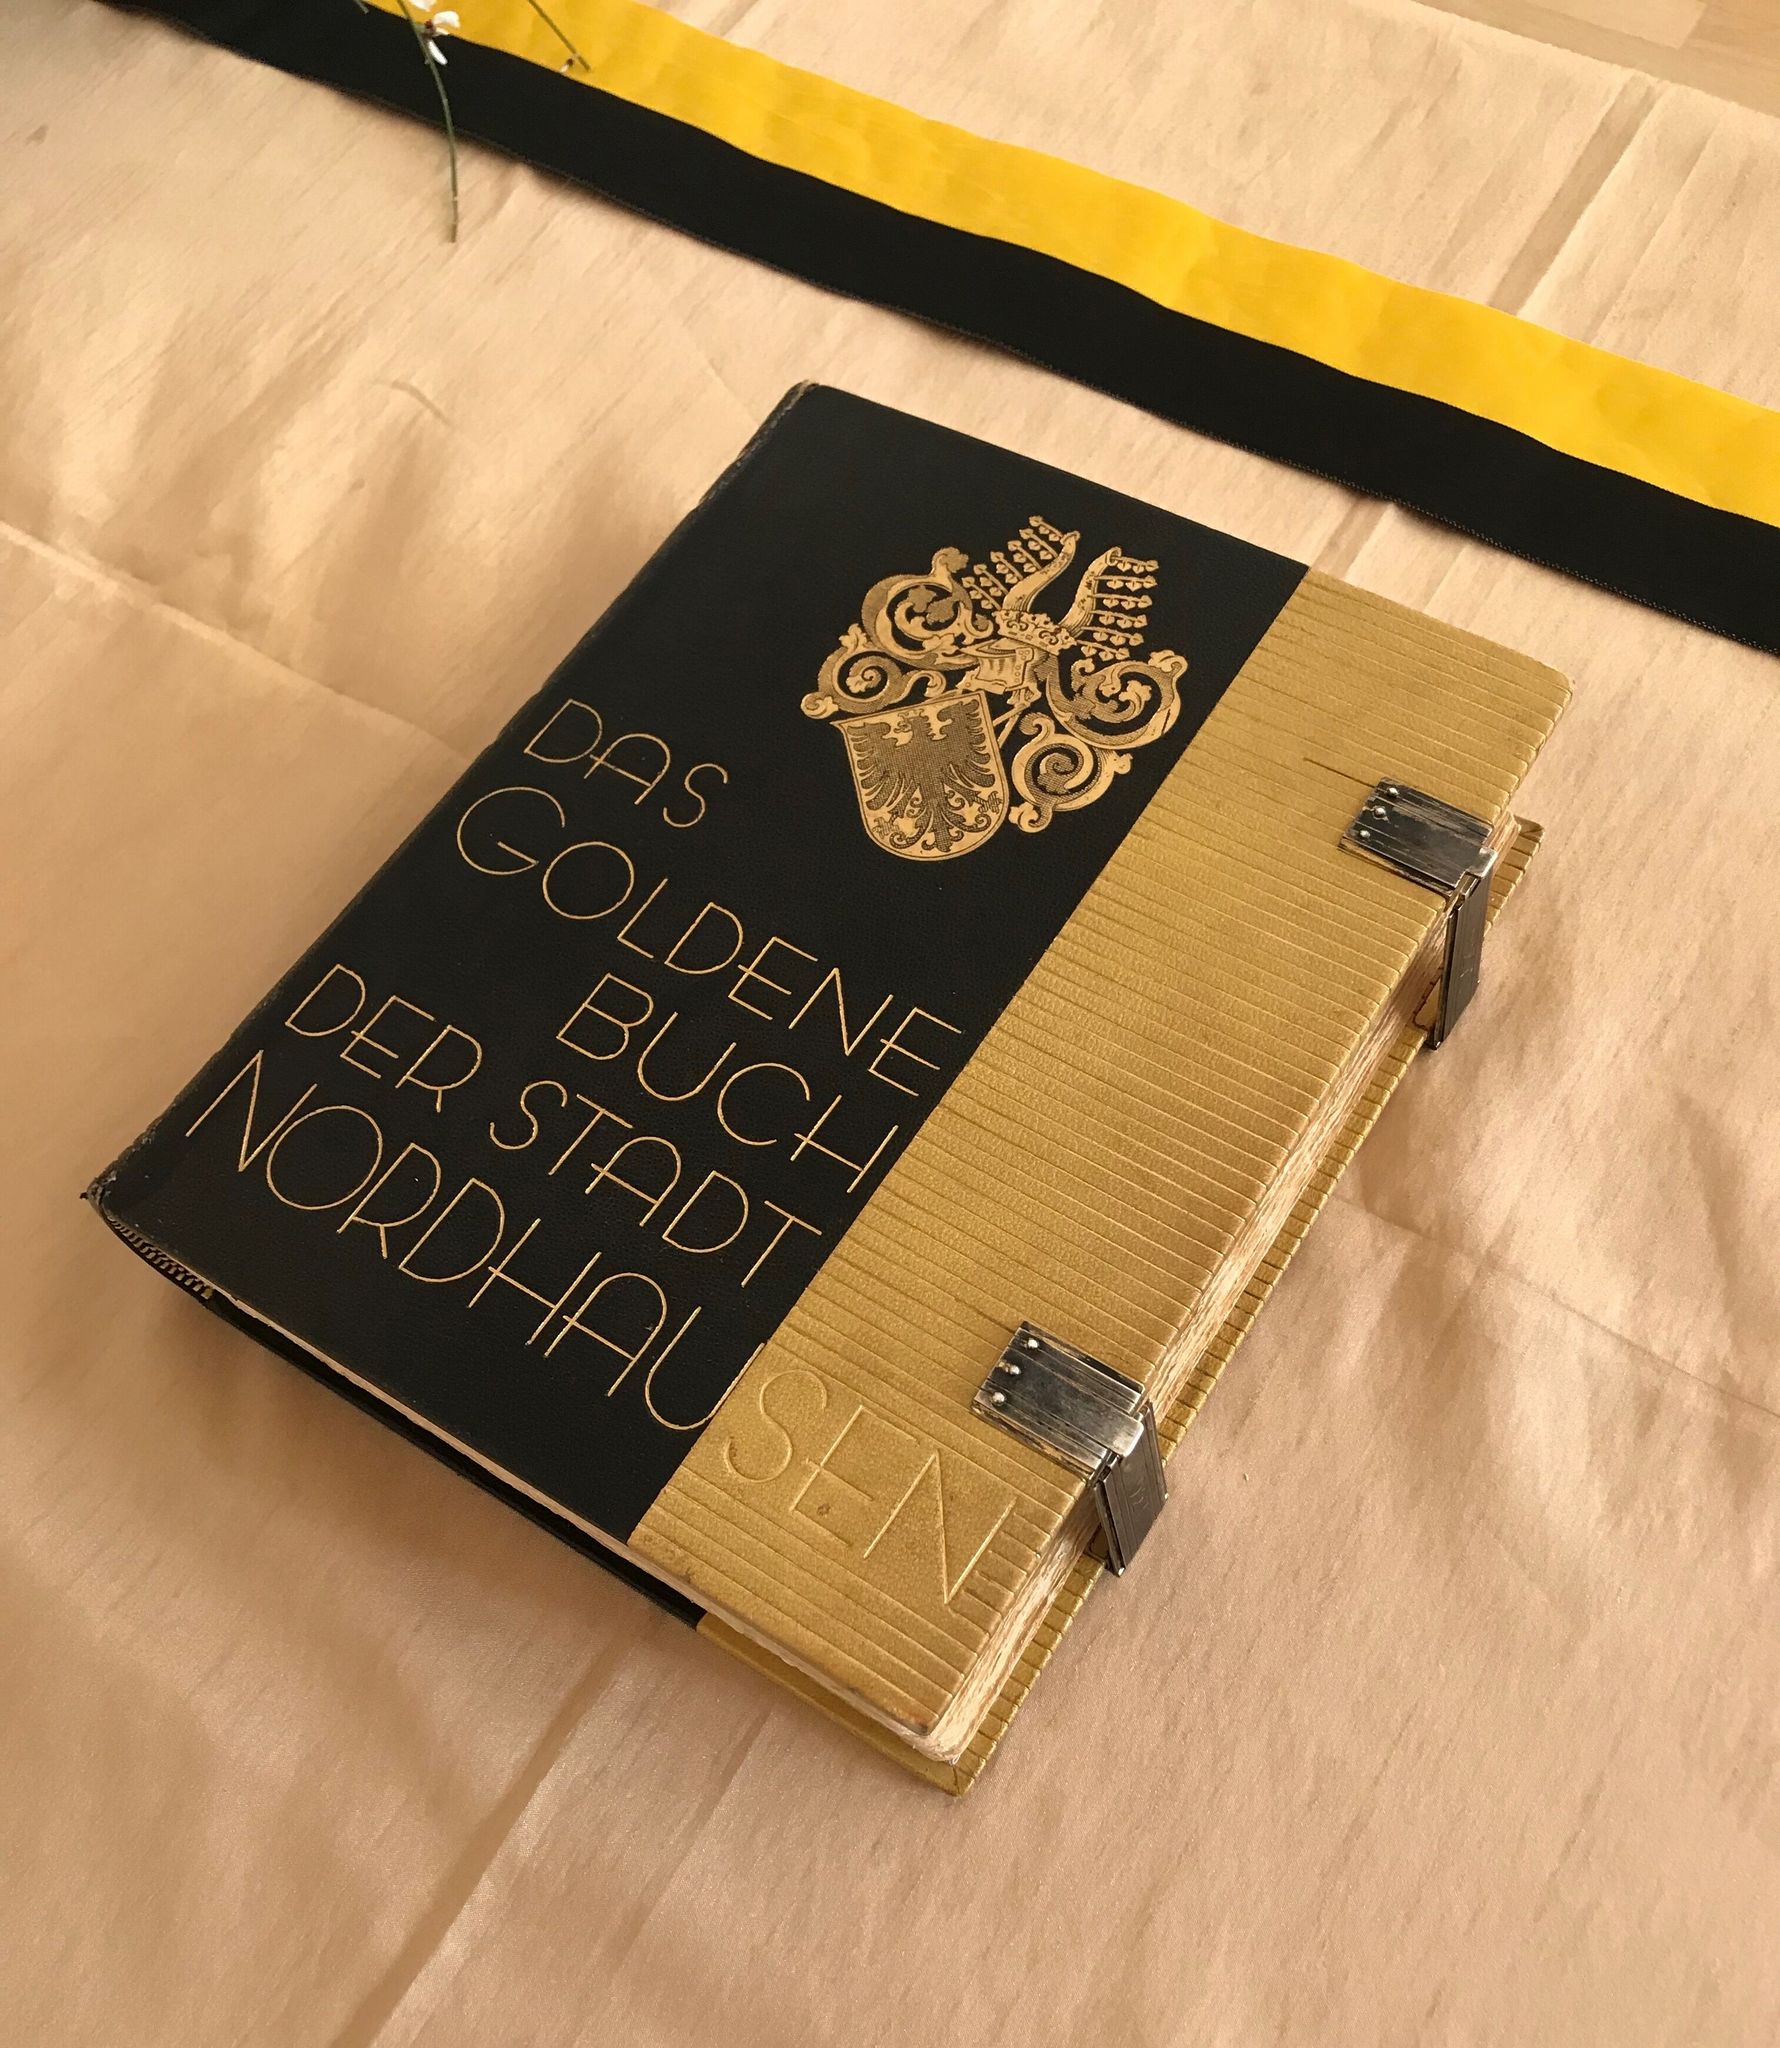 DAS
GOLDENE
BUCH
DER STADT
NORDHAUSEN